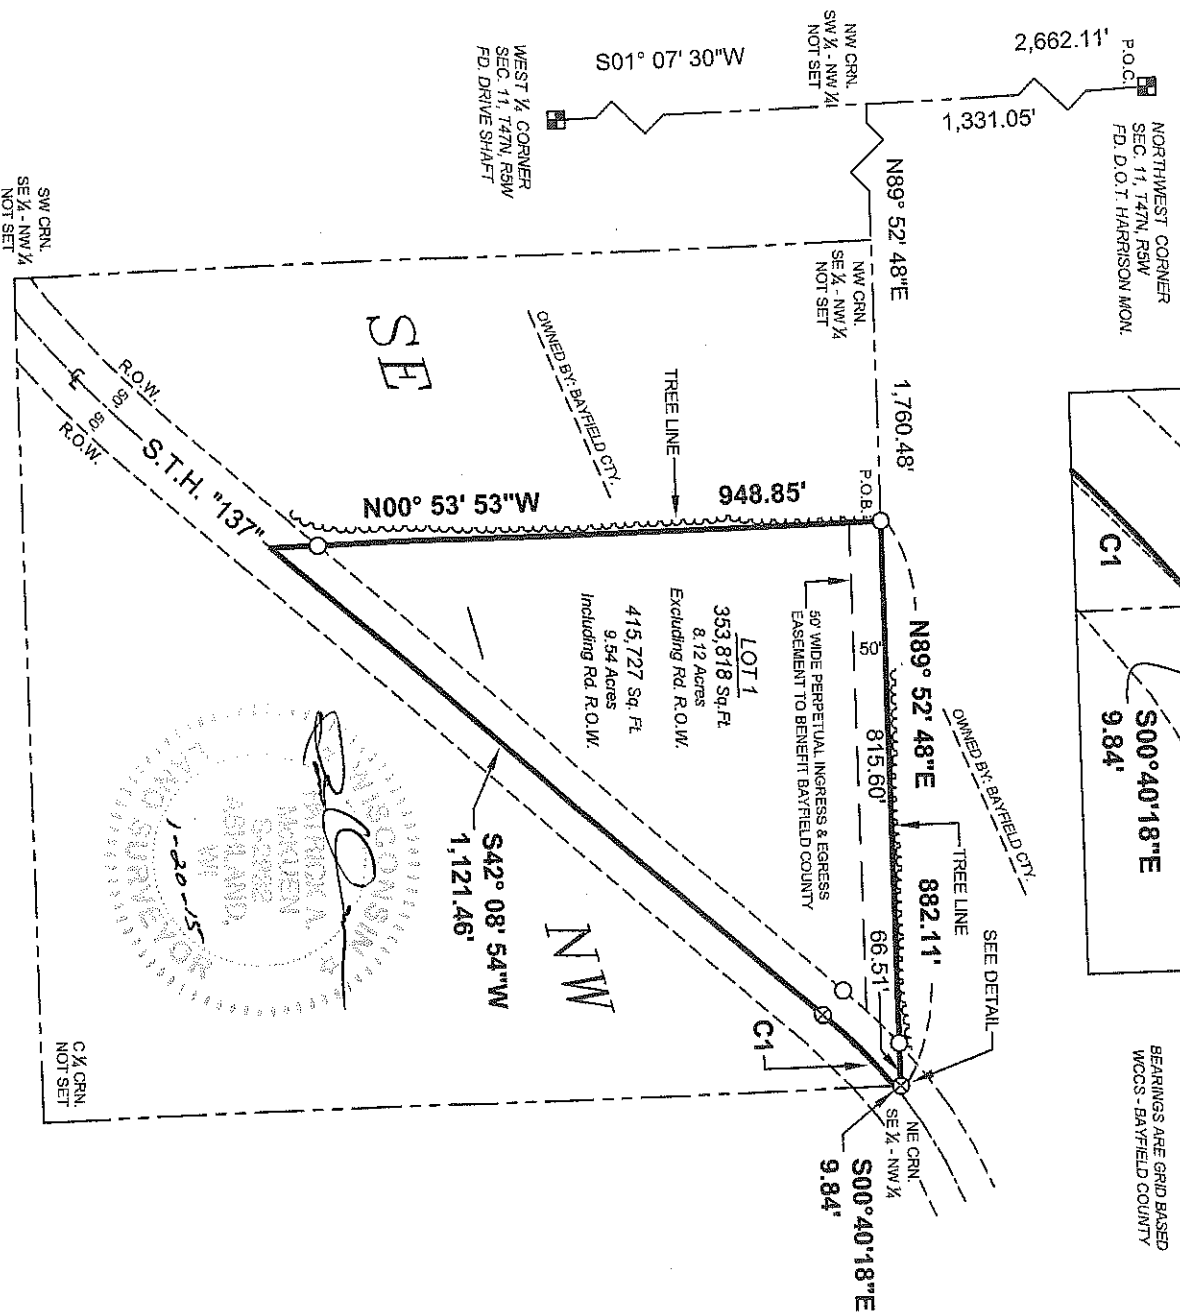 P.O.C.
NORTHWEST CORNER
SEC. 11, T47N, R5W
FD. D.O.T. HARRISON MON.
2,662.11'
1,331.05'
S01° 07' 30"W
NW CRN.
SW ¼ - NW ¼
NOT SET
WEST ¼ CORNER
SEC. 11, T47N, R5W
FD. DRIVE SHAFT
N89° 52' 48"E
1,760.48'
NW CRN.
SE ¼ - NW ¼
NOT SET
P.O.B.
C1
S00°40'18"E
9.84'
BEARINGS ARE GRID BASED
WCCS - BAYFIELD COUNTY
OWNED BY: BAYFIELD CTY.
N89° 52' 48"E
882.11'
TREE LINE
SEE DETAIL
815.60'
66.51'
50'
50' WIDE PERPETUAL INGRESS & EGRESS
EASEMENT TO BENEFIT BAYFIELD COUNTY
NE CRN.
SE ¼ - NW ¼
S00°40'18"E
9.84'
C1
OWNED BY: BAYFIELD CTY.
TREE LINE
N00° 53' 53"W
948.85'
LOT 1
353,818 Sq.Ft.
8.12 Acres
Excluding Rd. R.O.W.
415,727 Sq. Ft.
9.54 Acres
Including Rd. R.O.W.
SE
NW
S42° 08' 54"W
1,121.46'
R.O.W.
50'
50'
R.O.W.
S.T.H. "137"
SW CRN.
SE ¼ - NW ¼
NOT SET
C ¼ CRN.
NOT SET
WISCONSIN
PATRICK A.
McKUEN
ASHLAND,
WI
LAND SURVEYOR
1-20-15